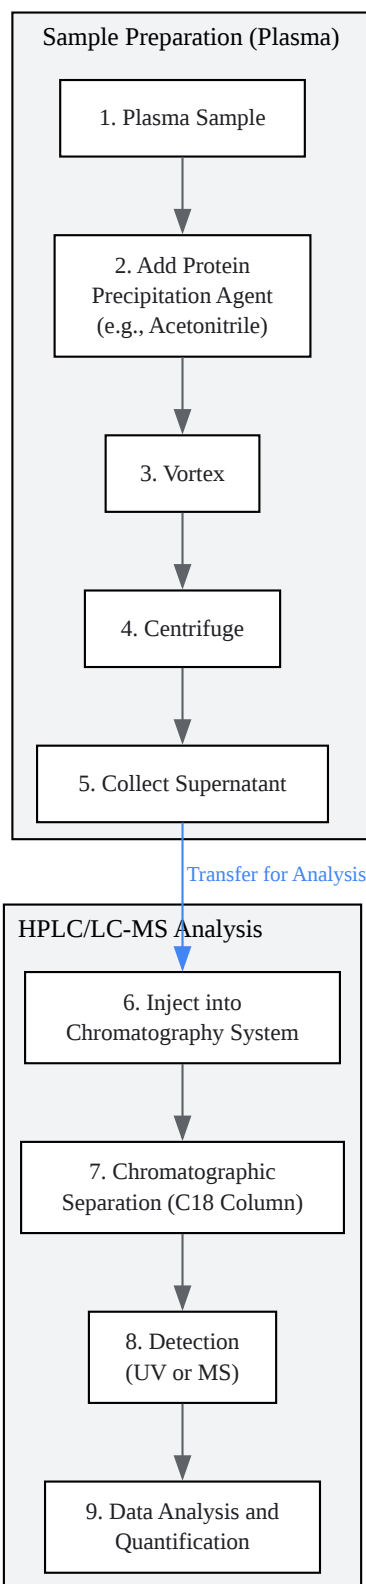 Sample Preparation (Plasma)
1. Plasma Sample
2. Add Protein
Precipitation Agent
(e.g., Acetonitrile)
3. Vortex
4. Centrifuge
5. Collect Supernatant
Transfer for Analysis
HPLC/LC-MS Analysis
6. Inject into
Chromatography System
7. Chromatographic
Separation (C18 Column)
8. Detection
(UV or MS)
9. Data Analysis and
Quantification